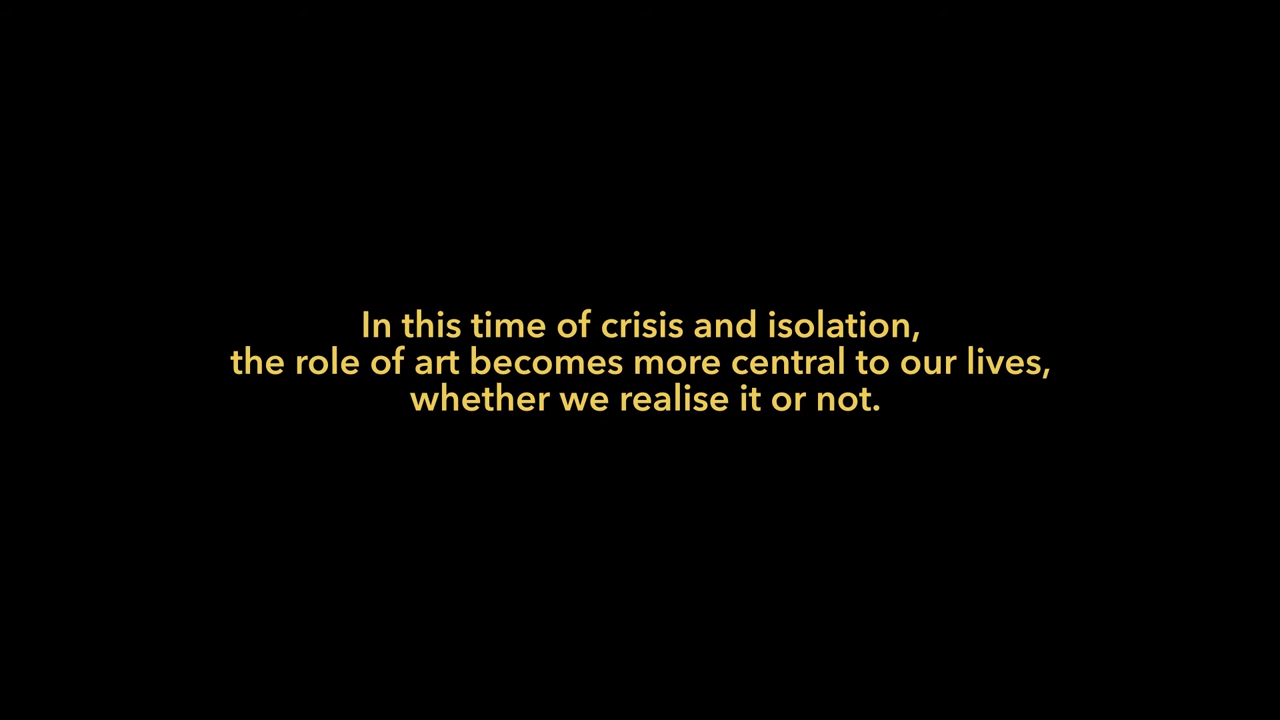 In this time of crisis and isolation,
the role of art becomes more central to our lives,
whether we realise it or not.